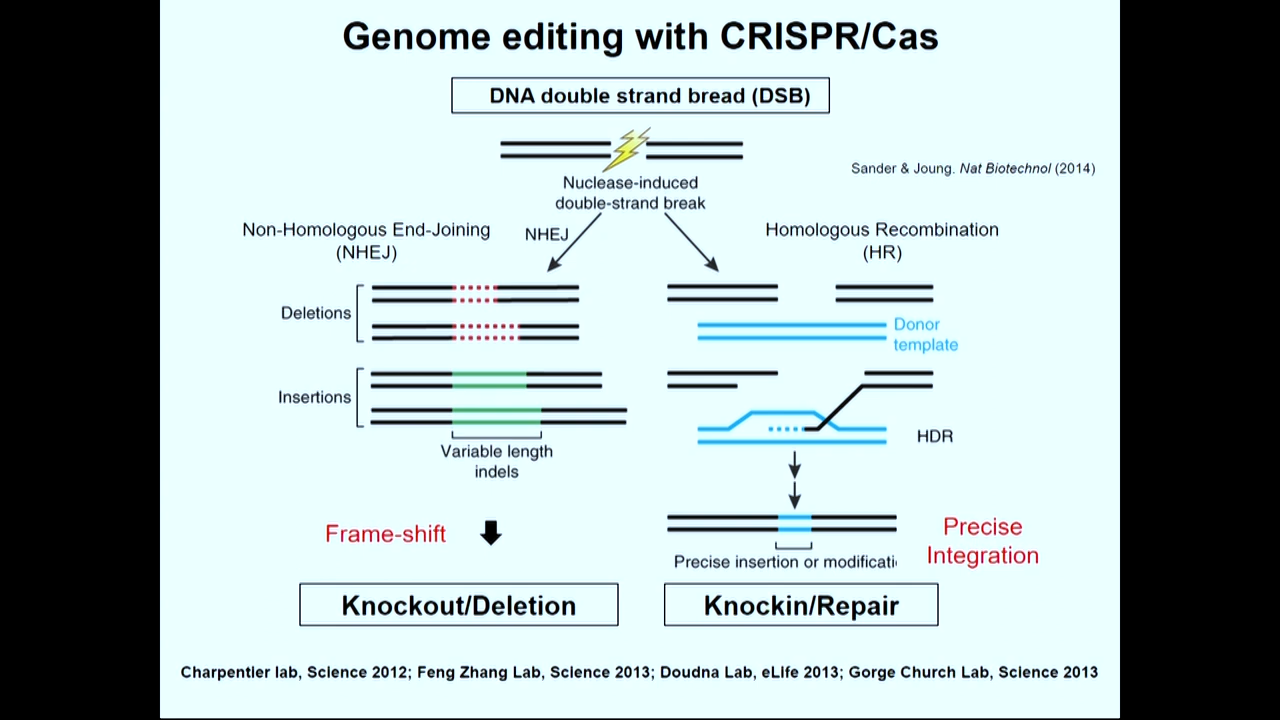 Genome editing with CRISPR/Cas
DNA double strand bread (DSB)
Sander & Joung. Nat Biotechnol (2014)
Nuclease-induced
double-strand break
Non-Homologous End-Joining
(NHEJ)
NHEJ
Homologous Recombination
(HR)
Deletions
Insertions
Variable length
indels
Donor
template
HDR
Frame-shift
Precise insertion or modificati
Precise
Integration
Knockout/Deletion
Knockin/Repair
Charpentier lab, Science 2012; Feng Zhang Lab, Science 2013; Doudna Lab, eLife 2013; Gorge Church Lab, Science 2013